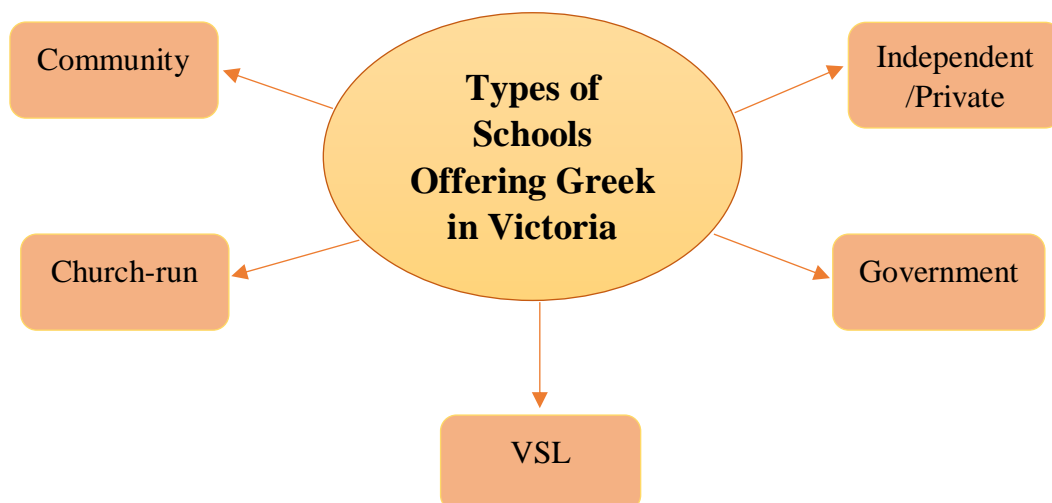 Community
Independent
/Private
Types of
Schools
Offering Greek
in Victoria
Church-run
Government
VSL